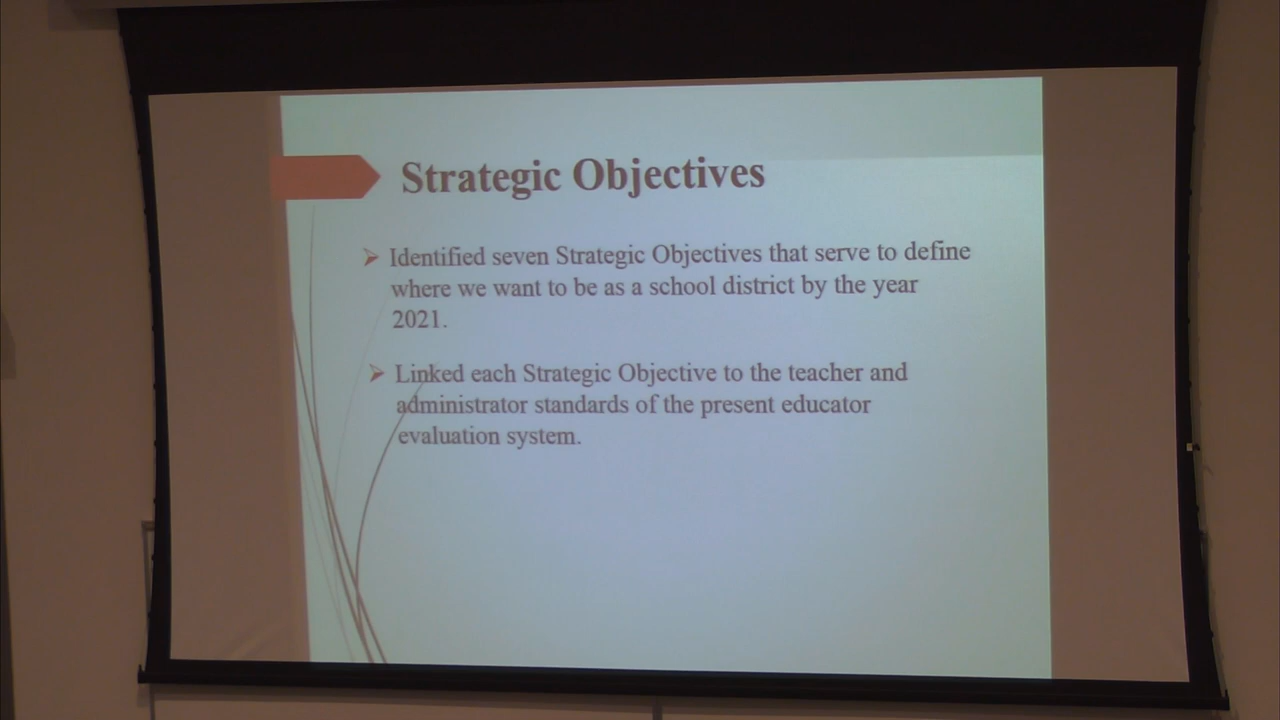 Strategic Objectives
Identified seven Strategic Objectives that serve to define
where we want to be as a school district by the year
2021.
Linked each Strategic Objective to the teacher and
administrator standards of the present educator
evaluation system.